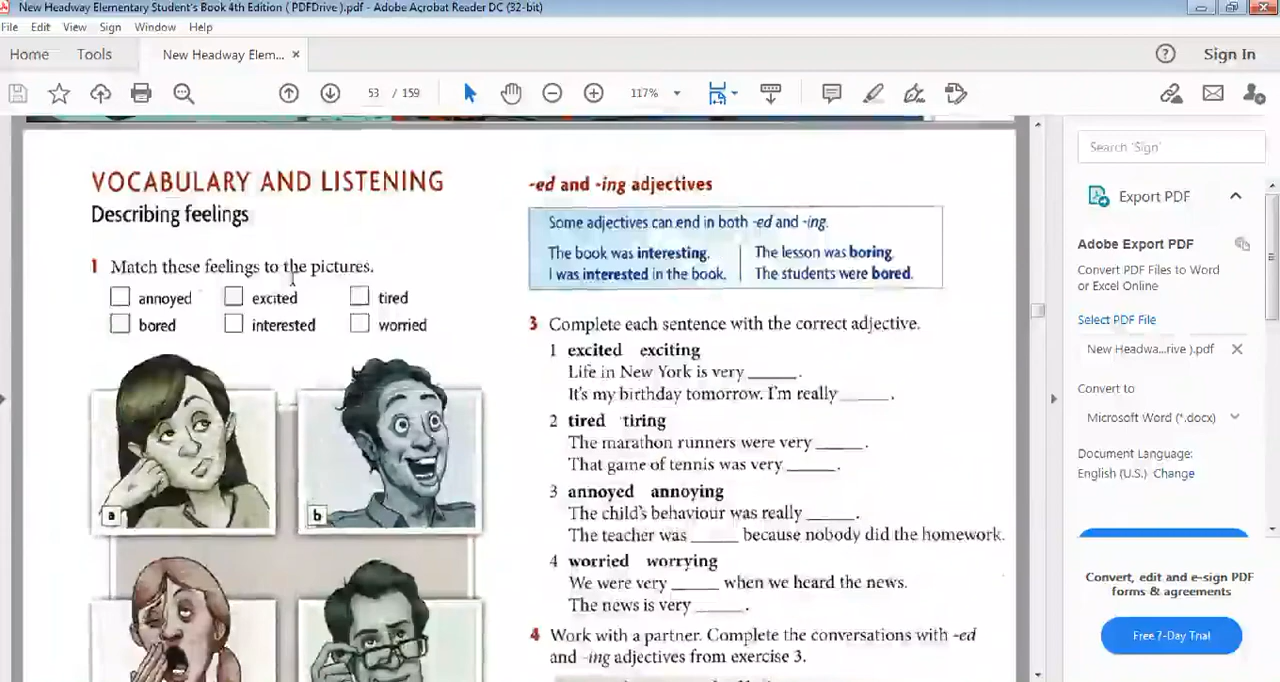 New Headway Elementary Student's Book 4th Edition ( PDFDrive ).pdf - Adobe Acrobat Reader DC (32-bit)
File Edit View Sign Window Help
Home Tools New Headway Elem... × Sign In
53 / 159 117%
VOCABULARY AND LISTENING
Describing feelings
1 Match these feelings to the pictures.
annoyed excited tired
bored interested worried
a b
-ed and -ing adjectives
Some adjectives can end in both -ed and -ing.
The book was interesting. The lesson was boring.
I was interested in the book. The students were bored.
3 Complete each sentence with the correct adjective.
1 excited exciting
Life in New York is very _____.
It's my birthday tomorrow. I'm really _____.
2 tired tiring
The marathon runners were very _____.
That game of tennis was very _____.
3 annoyed annoying
The child's behaviour was really _____.
The teacher was _____ because nobody did the homework.
4 worried worrying
We were very _____ when we heard the news.
The news is very _____.
4 Work with a partner. Complete the conversations with -ed
and -ing adjectives from exercise 3.
Search 'Sign'
Export PDF
Adobe Export PDF
Convert PDF Files to Word
or Excel Online
Select PDF File
New Headwa...rive ).pdf ×
Convert to
Microsoft Word (*.docx)
Document Language:
English (U.S.) Change
Convert, edit and e-sign PDF
forms & agreements
Free 7-Day Trial